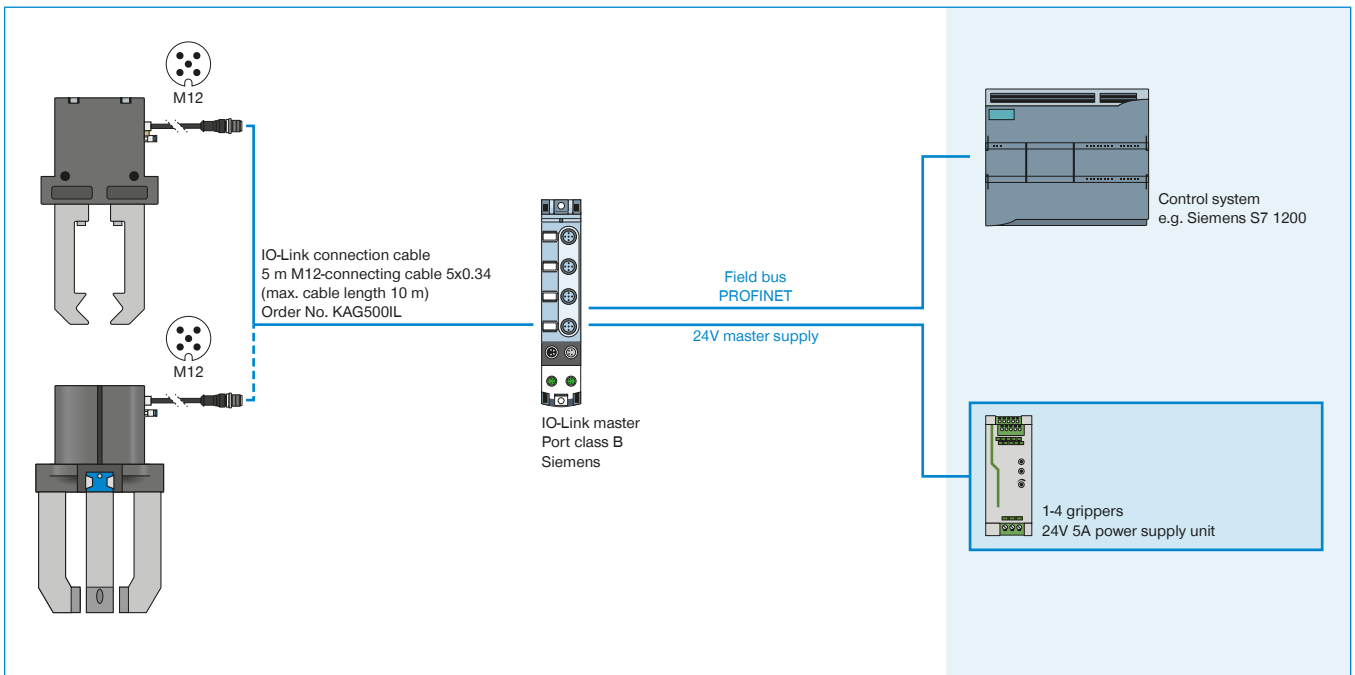 M12
IO-Link connection cable
5 m M12-connecting cable 5x0.34
(max. cable length 10 m)
Order No. KAG500IL
M12
IO-Link master
Port class B
Siemens
Field bus
PROFINET
24V master supply
Control system
e.g. Siemens S7 1200
1-4 grippers
24V 5A power supply unit